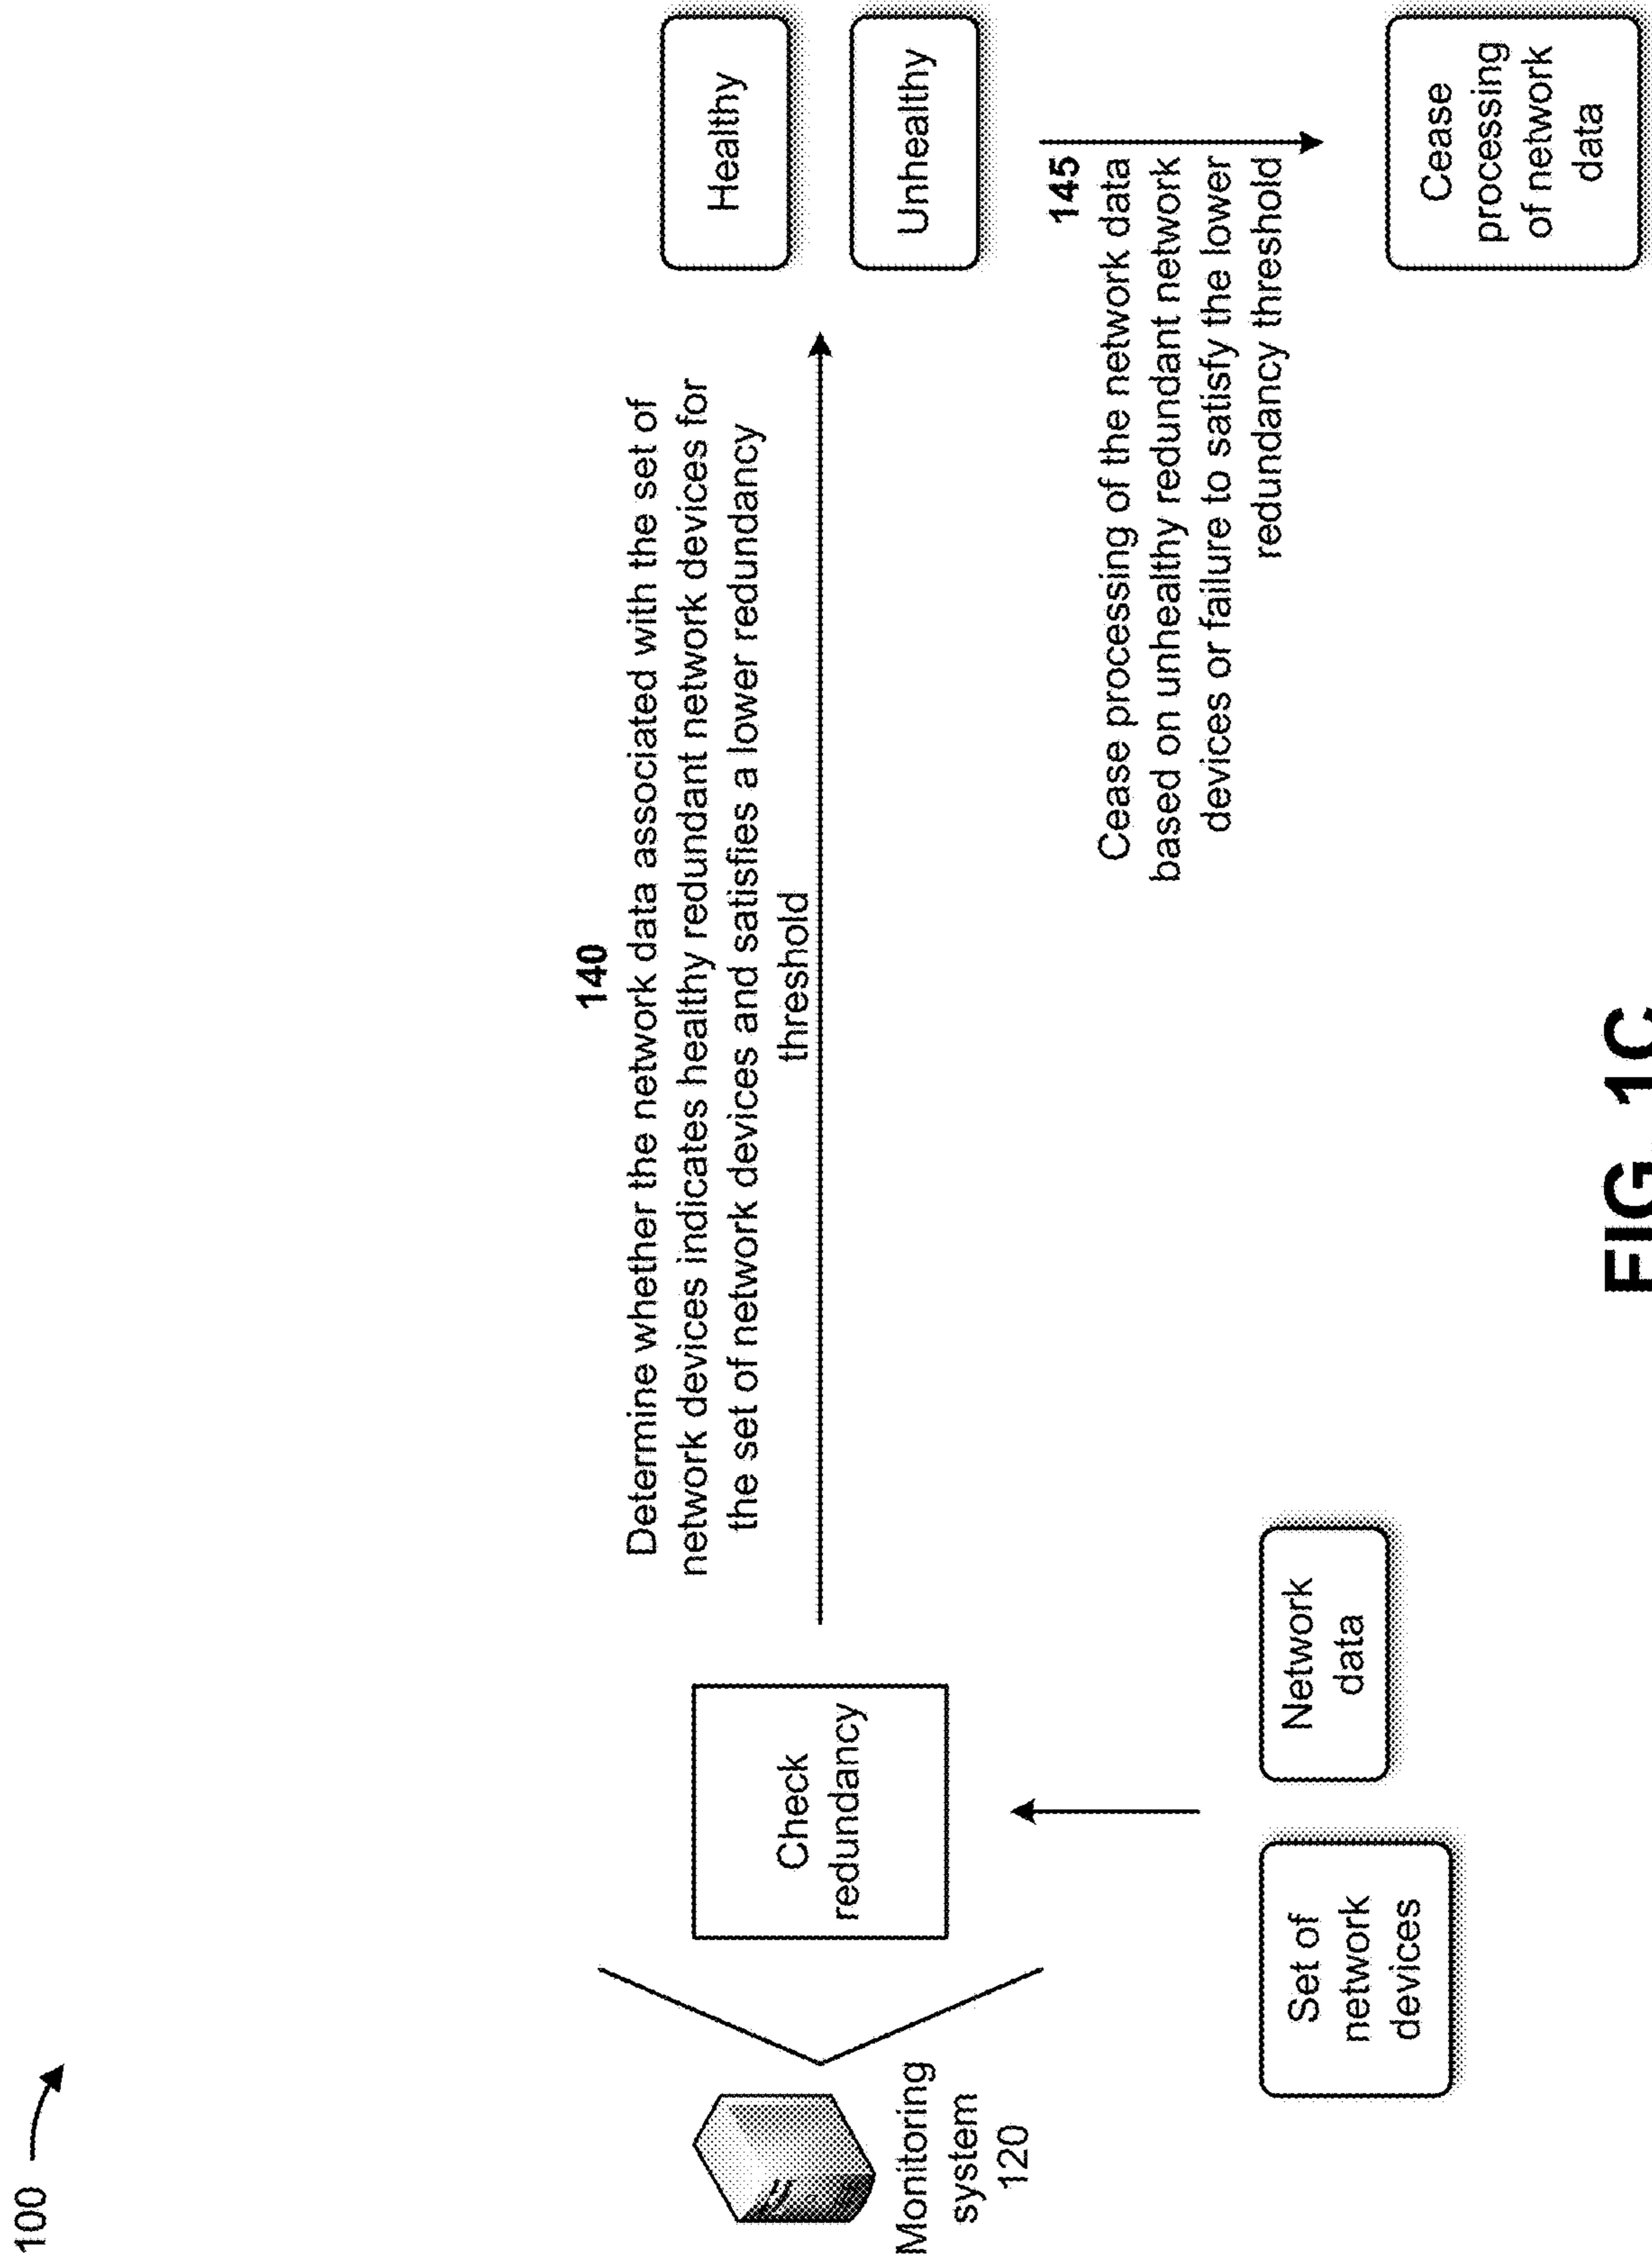 100
140
Determine whether the network data associated with the set of
network devices indicates healthy redundant network devices for
the set of network devices and satisfies a lower redundancy
threshold
Monitoring
system
120
Check
redundancy
Healthy
Unhealthy
145
Cease processing of the network data
based on unhealthy redundant network
devices or failure to satisfy the lower
redundancy threshold
Set of
network
devices
Network
data
Cease
processing
of network
data
FIG. 1C